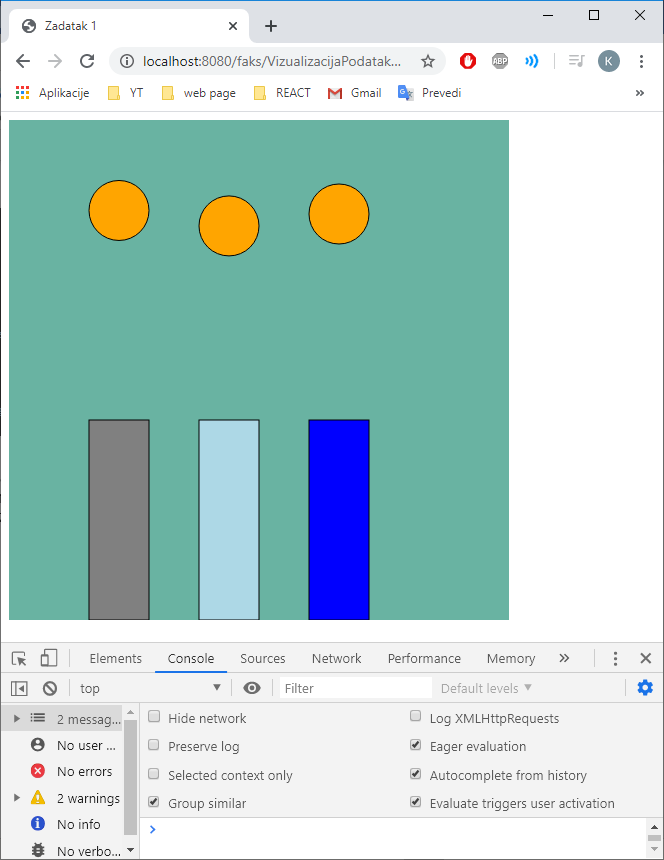 Zadatak 1
localhost:8080/faks/VizualizacijaPodatak...
ABP
K
Aplikacije YT web page REACT Gmail Prevedi »
Elements Console Sources Network Performance Memory »
top Filter Default levels ▼
2 messag... Hide network Log XMLHttpRequests
No user ... Preserve log Eager evaluation
No errors Selected context only Autocomplete from history
2 warnings Group similar Evaluate triggers user activation
No info
No verbo...